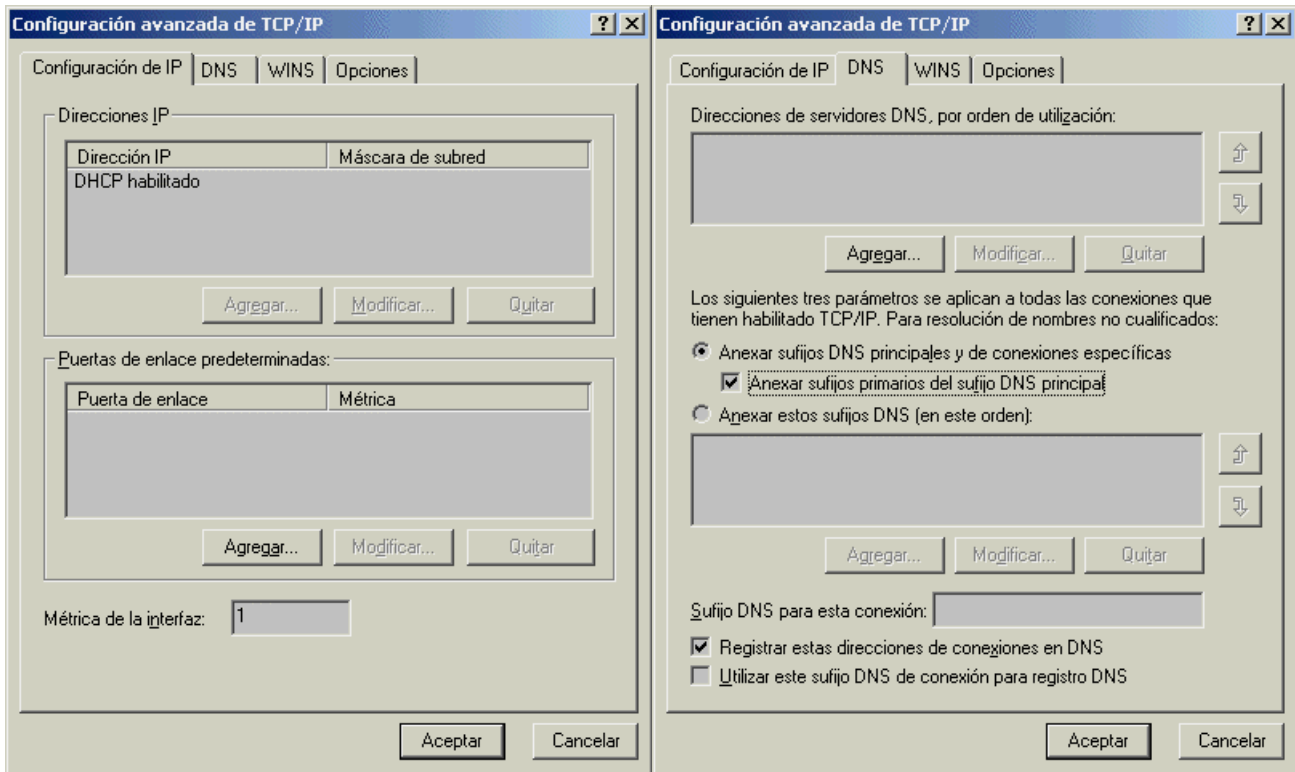 Configuración avanzada de TCP/IP
Configuración de IP DNS WINS Opciones
Direcciones IP
Dirección IP Máscara de subred
DHCP habilitado
Agregar... Modificar... Quitar
Puertas de enlace predeterminadas:
Puerta de enlace Métrica
Agregar... Modificar... Quitar
Métrica de la interfaz: 1
Aceptar Cancelar
Configuración avanzada de TCP/IP
Configuración de IP DNS WINS Opciones
Direcciones de servidores DNS, por orden de utilización:
Agregar... Modificar... Quitar
Los siguientes tres parámetros se aplican a todas las conexiones que
tienen habilitado TCP/IP. Para resolución de nombres no cualificados:
Anexar sufijos DNS principales y de conexiones específicas
Anexar sufijos primarios del sufijo DNS principal
Anexar estos sufijos DNS (en este orden):
Agregar... Modificar... Quitar
Sufijo DNS para esta conexión:
Registrar estas direcciones de conexiones en DNS
Utilizar este sufijo DNS de conexión para registro DNS
Aceptar Cancelar